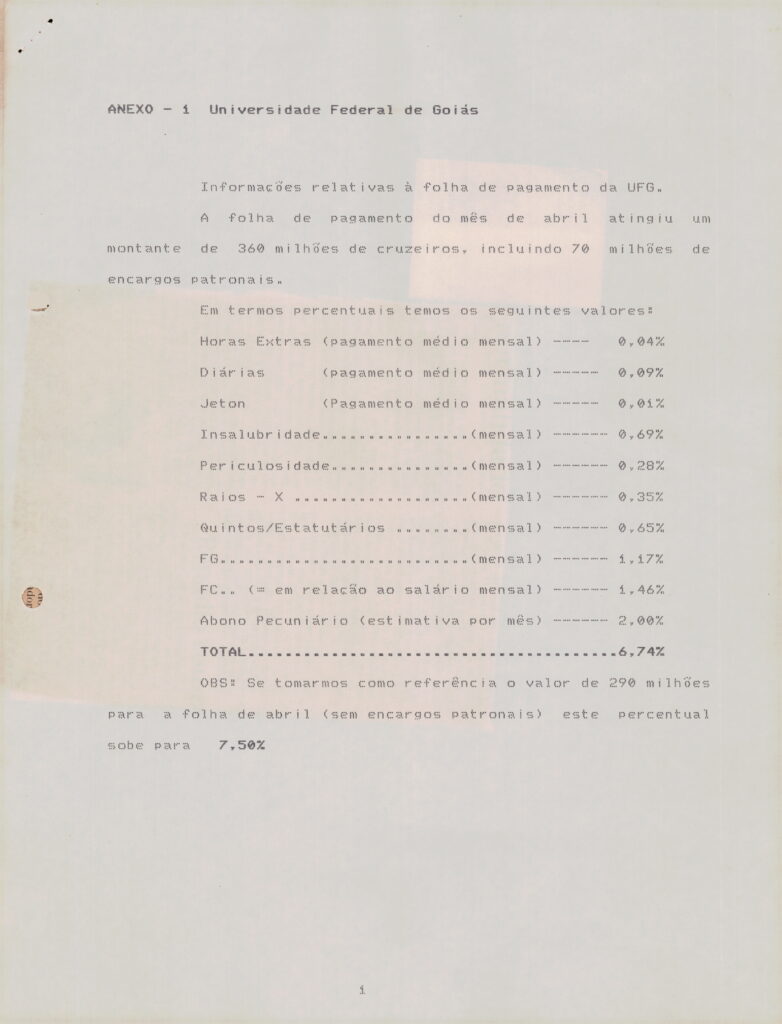 ANEXO - 1 Universidade Federal de Goiás
Informacões relativas à folha de pagamento da UFG.
A folha de pagamento do mês de abril atingiu um
montante de 360 milhões de cruzeiros, incluindo 70 milhões de
encargos patronais.
Em termos percentuais temos os seguintes valores:
Horas Extras (pagamento médio mensal) ---- 0,04%
Diárias (pagamento médio mensal) ----- 0,09%
Jeton (Pagamento médio mensal) ----- 0,01%
Insalubridade................(mensal) ------ 0,69%
Periculosidade...............(mensal) ------ 0,28%
Raios - X ...................(mensal) ------ 0,35%
Quintos/Estatutários ........(mensal) ------ 0,65%
FG...........................(mensal) ------ 1,17%
FC.. (= em relacão ao salário mensal) ------ 1,46%
Abono Pecuniário (estimativa por mês) ------ 2,00%
TOTAL........................................6,74%
OBS: Se tomarmos como referência o valor de 290 milhões
para a folha de abril (sem encargos patronais) este percentual
sobe para 7,50%
1